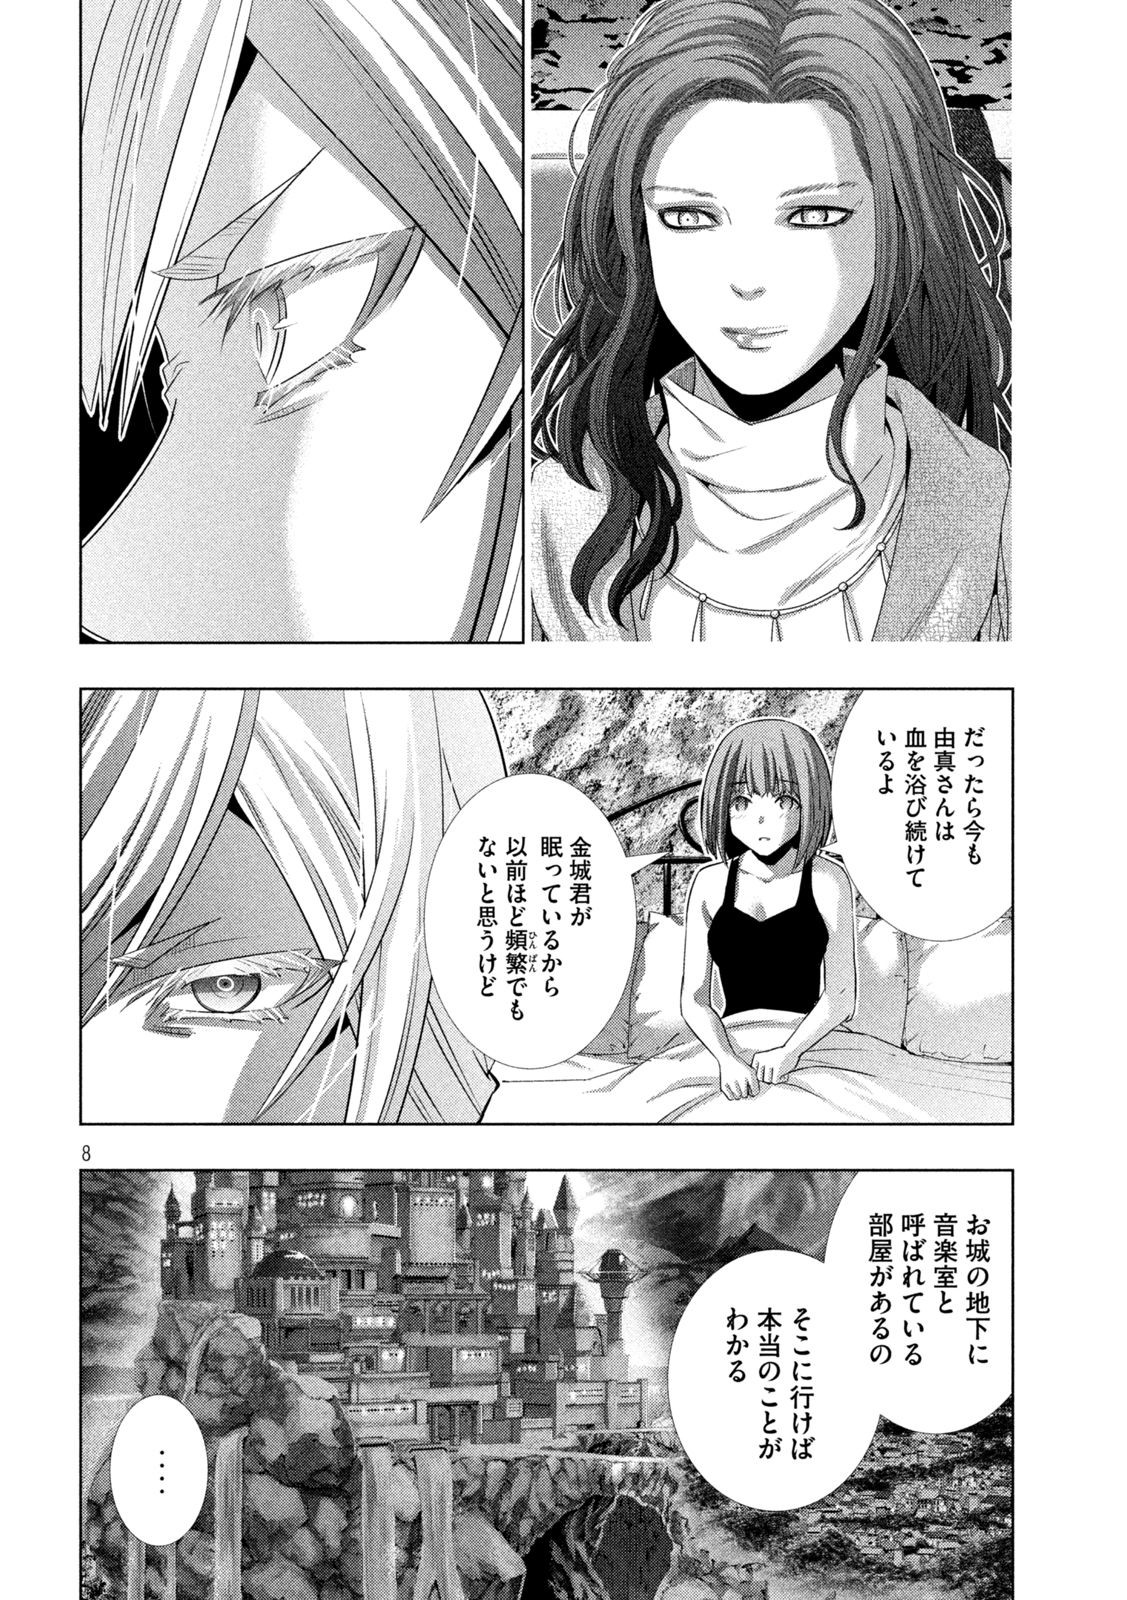 だったら今も
由真さんは
血を浴び続けて
いるよ
金城君が
眠っているから
以前ほど頻繁でも
ないと思うけど
ひんぱん
8
お城の地下に
音楽室と
呼ばれている
部屋があるの
そこに行けば
本当のことが
わかる
‥‥